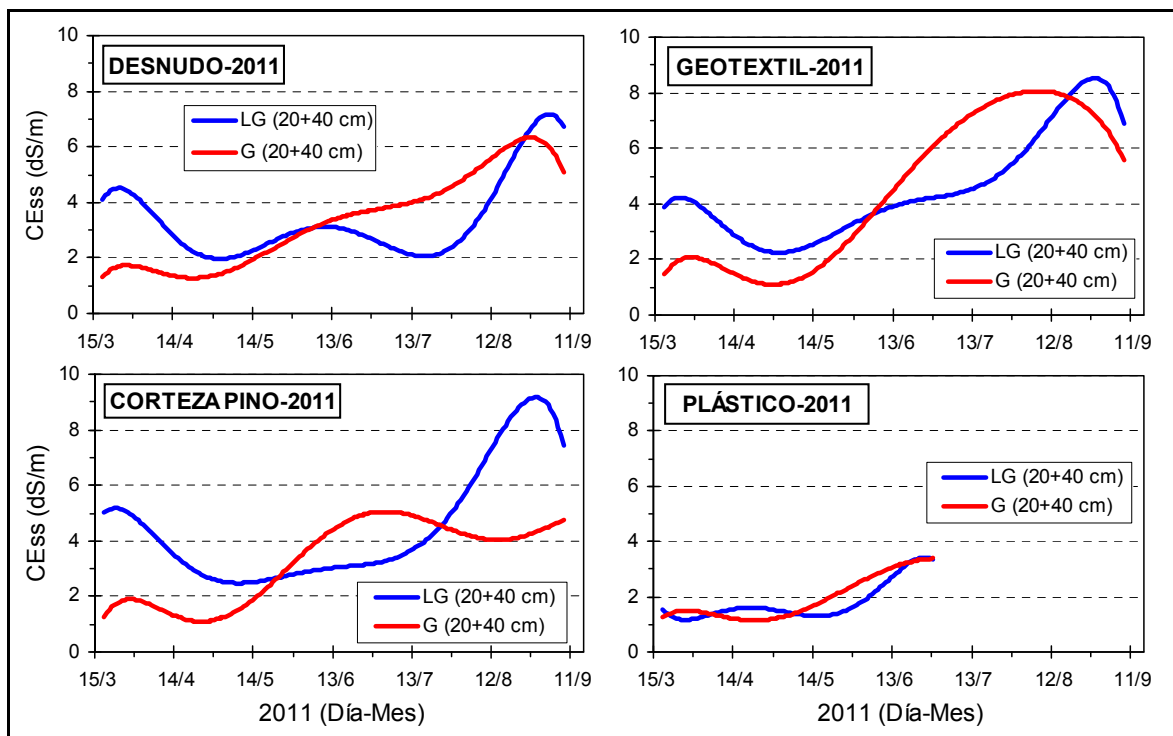 DESNUDO-2011
CESS (dS/m)
10
8
6
4
2
0
LG (20+40 cm)
G (20+40 cm)
15/3 14/4 14/5 13/6 13/7 12/8 11/9
GEOTEXTIL-2011
10
8
6
4
2
0
LG (20+40 cm)
G (20+40 cm)
15/3 14/4 14/5 13/6 13/7 12/8 11/9
CORTEZA PINO-2011
CEss (dS/m)
10
8
6
4
2
0
LG (20+40 cm)
G (20+40 cm)
15/3 14/4 14/5 13/6 13/7 12/8 11/9
2011 (Día-Mes)
PLÁSTICO-2011
10
8
6
4
2
0
LG (20+40 cm)
G (20+40 cm)
15/3 14/4 14/5 13/6 13/7 12/8 11/9
2011 (Día-Mes)